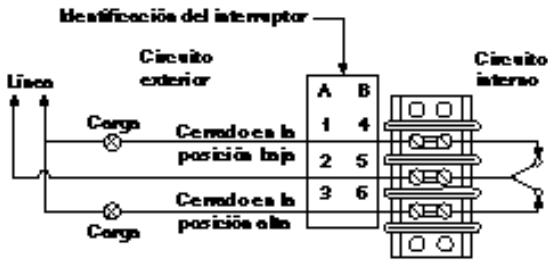 Identificación del interruptor
Línea
Circuito
exterior
Circuito
interno
A B
Carga
Cerrado en la
posición baja
1 4
2 5
3 6
Cerrado en la
posición alta
Carga